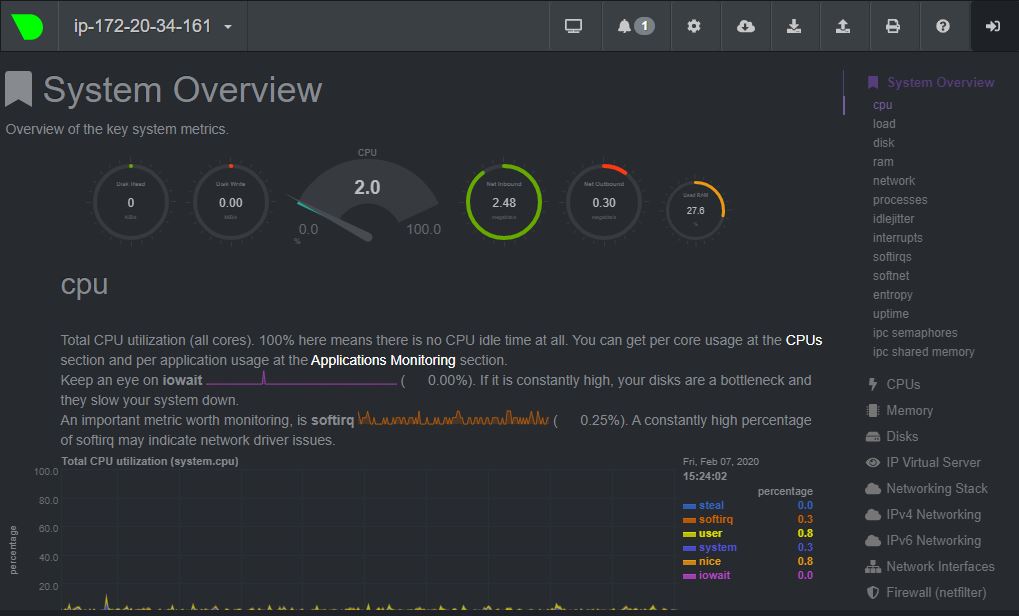 ip-172-20-34-161
1
System Overview
Overview of the key system metrics.
Disk Read
0
KiB/s
Disk Write
0.00
KiB/s
CPU
2.0
0.0
100.0
%
Net Inbound
2.48
megabits/s
Net Outbound
0.30
megabits/s
Used RAM
27.6
%
cpu
Total CPU utilization (all cores). 100% here means there is no CPU idle time at all. You can get per core usage at the CPUs
section and per application usage at the Applications Monitoring section.
Keep an eye on iowait ( 0.00%). If it is constantly high, your disks are a bottleneck and
they slow your system down.
An important metric worth monitoring, is softirq ( 0.25%). A constantly high percentage
of softirq may indicate network driver issues.
Total CPU utilization (system.cpu)
100.0
80.0
60.0
40.0
20.0
percentage
Fri, Feb 07, 2020
15:24:02
percentage
steal 0.0
softirq 0.3
user 0.8
system 0.3
nice 0.8
iowait 0.0
System Overview
cpu
load
disk
ram
network
processes
idlejitter
interrupts
softirqs
softnet
entropy
uptime
ipc semaphores
ipc shared memory
CPUs
Memory
Disks
IP Virtual Server
Networking Stack
IPv4 Networking
IPv6 Networking
Network Interfaces
Firewall (netfilter)